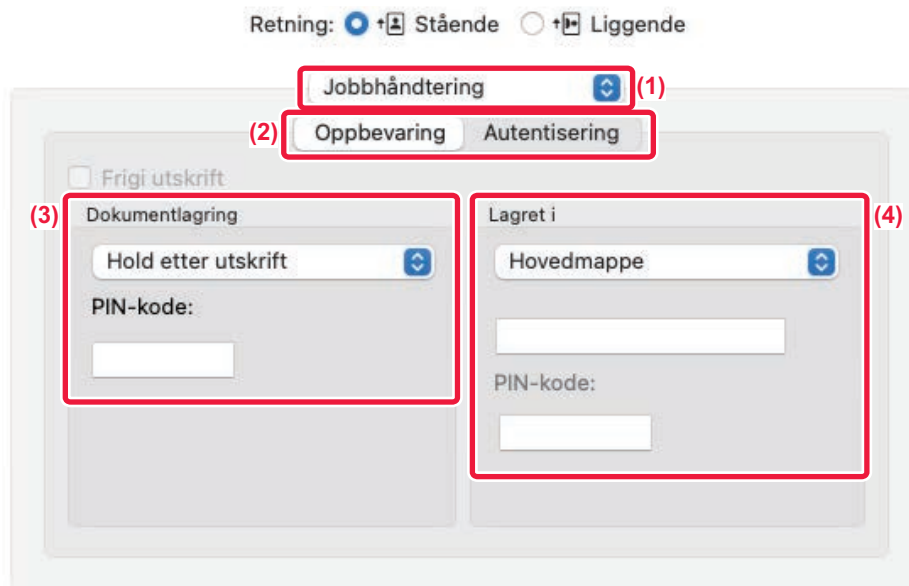 Retning: Stående Liggende
Jobbhåndtering (1)
(2) Oppbevaring Autentisering
Frigi utskrift
(3) Dokumentlagring Lagret i (4)
Hold etter utskrift Hovedmappe
PIN-kode:
PIN-kode: